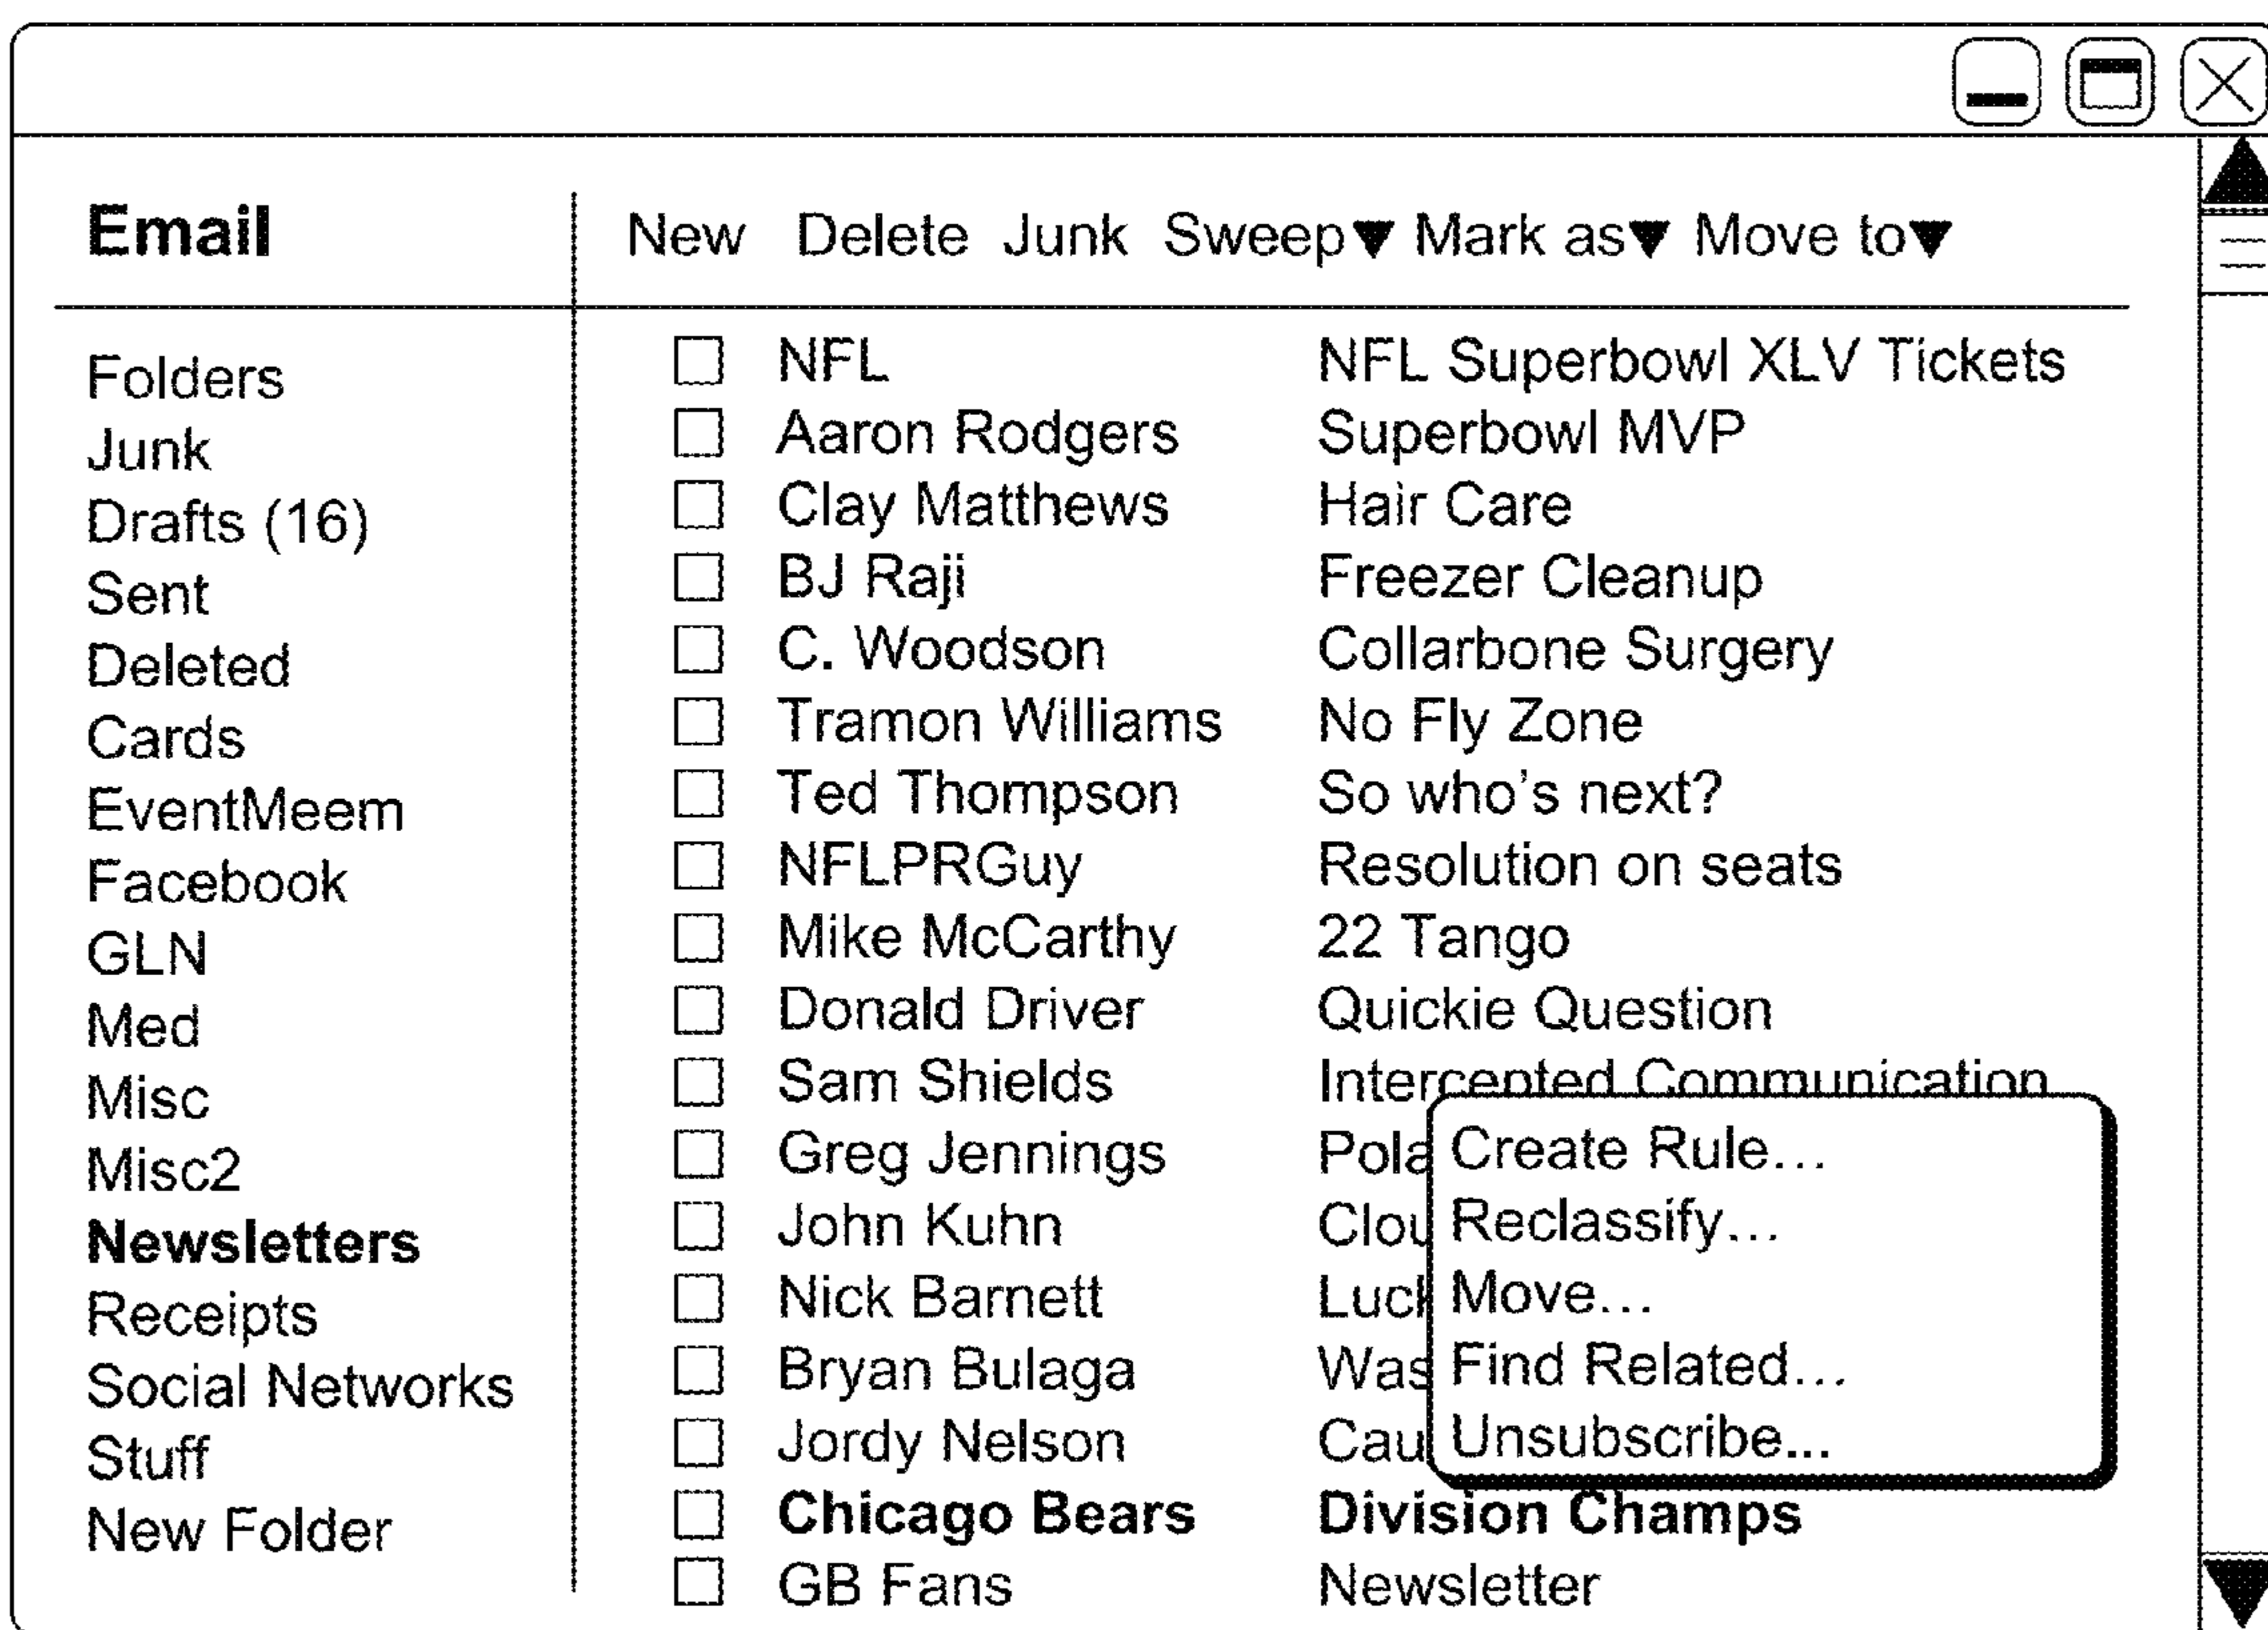 Email
New Delete Junk Sweep▼ Mark as▼ Move to▼
Folders
Junk
Drafts (16)
Sent
Deleted
Cards
EventMeem
Facebook
GLN
Med
Misc
Misc2
Newsletters
Receipts
Social Networks
Stuff
New Folder
NFL NFL Superbowl XLV Tickets
Aaron Rodgers Superbowl MVP
Clay Matthews Hair Care
BJ Raji Freezer Cleanup
C. Woodson Collarbone Surgery
Tramon Williams No Fly Zone
Ted Thompson So who's next?
NFLPRGuy Resolution on seats
Mike McCarthy 22 Tango
Donald Driver Quickie Question
Sam Shields Intercepted Communication
Greg Jennings
John Kuhn
Nick Barnett
Bryan Bulaga
Jordy Nelson
Chicago Bears Division Champs
GB Fans Newsletter
Create Rule...
Reclassify...
Move...
Find Related...
Unsubscribe...